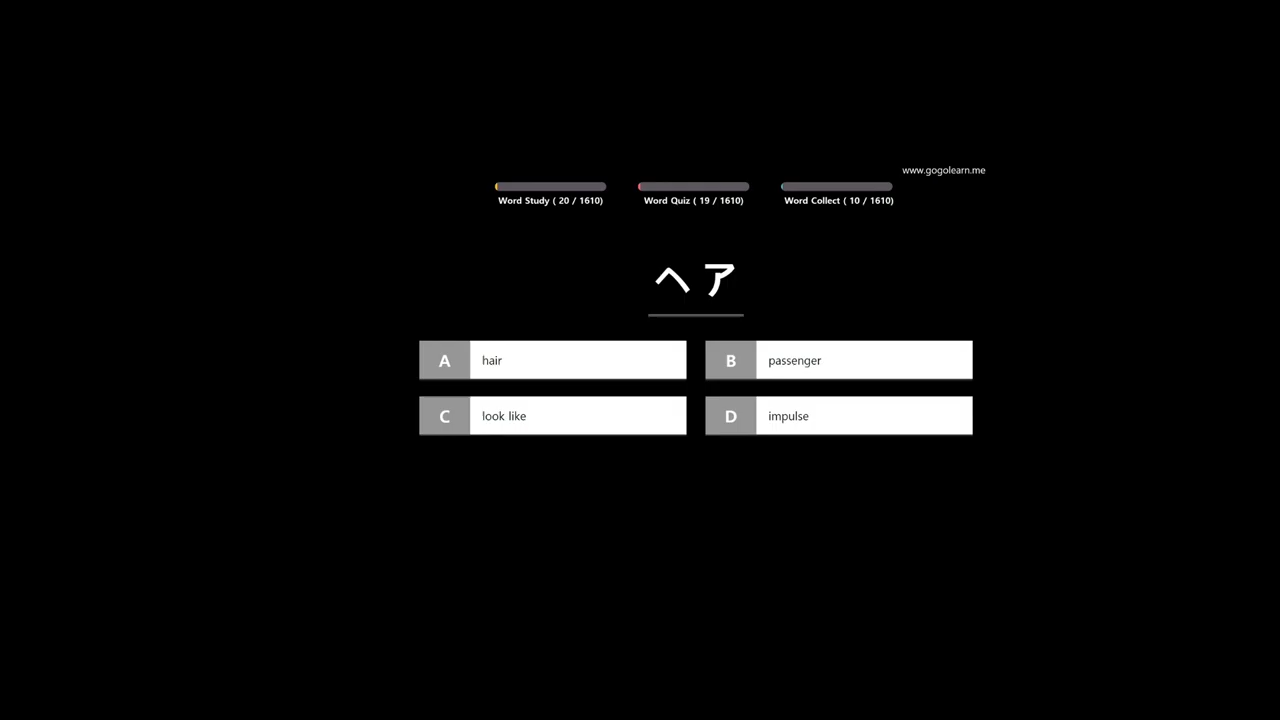 www.gogolearn.me
Word Study ( 20 / 1610) Word Quiz ( 19 / 1610) Word Collect ( 10 / 1610)
ヘア
A hair B passenger
C look like D impulse